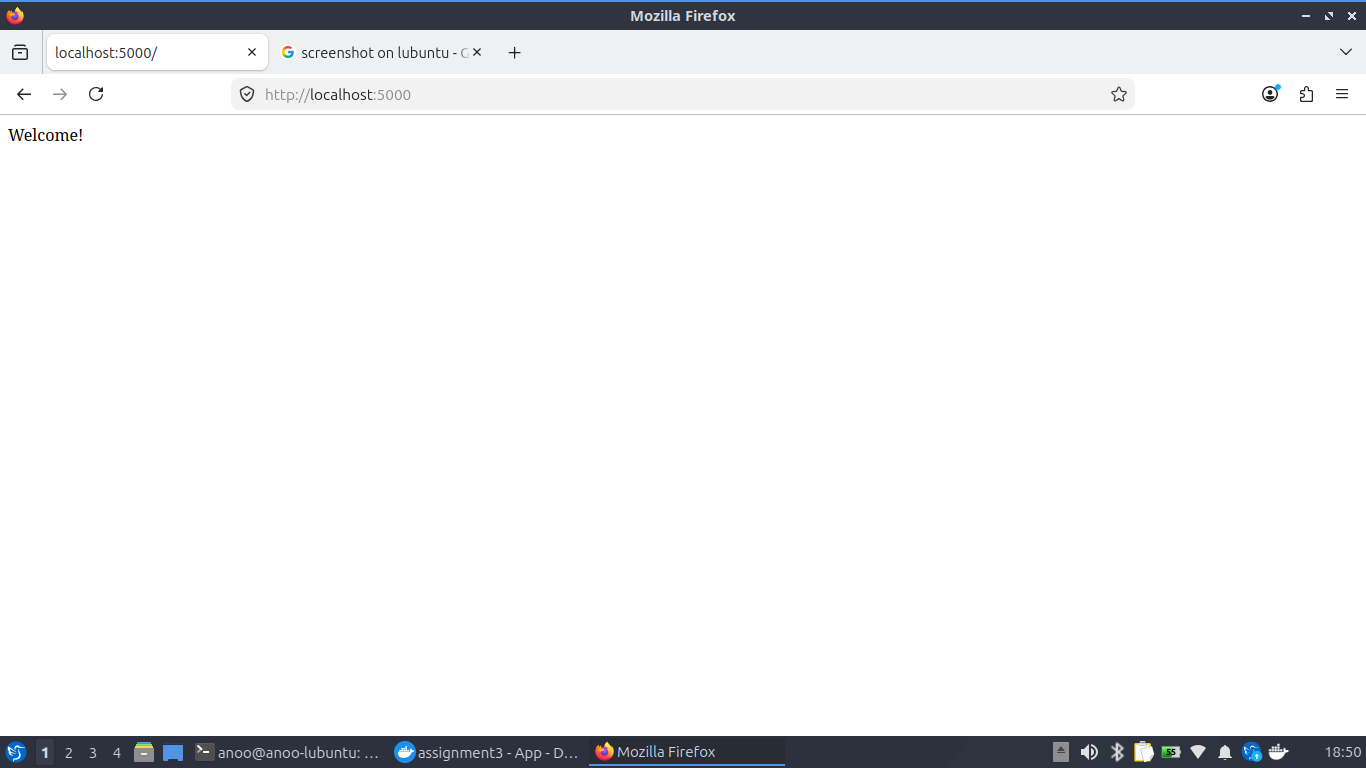 Mozilla Firefox
localhost:5000/
screenshot on lubuntu -
http://localhost:5000
Welcome!
1 2 3 4 anoo@anoo-lubuntu: … assignment3 - App - D… Mozilla Firefox 55 18:50